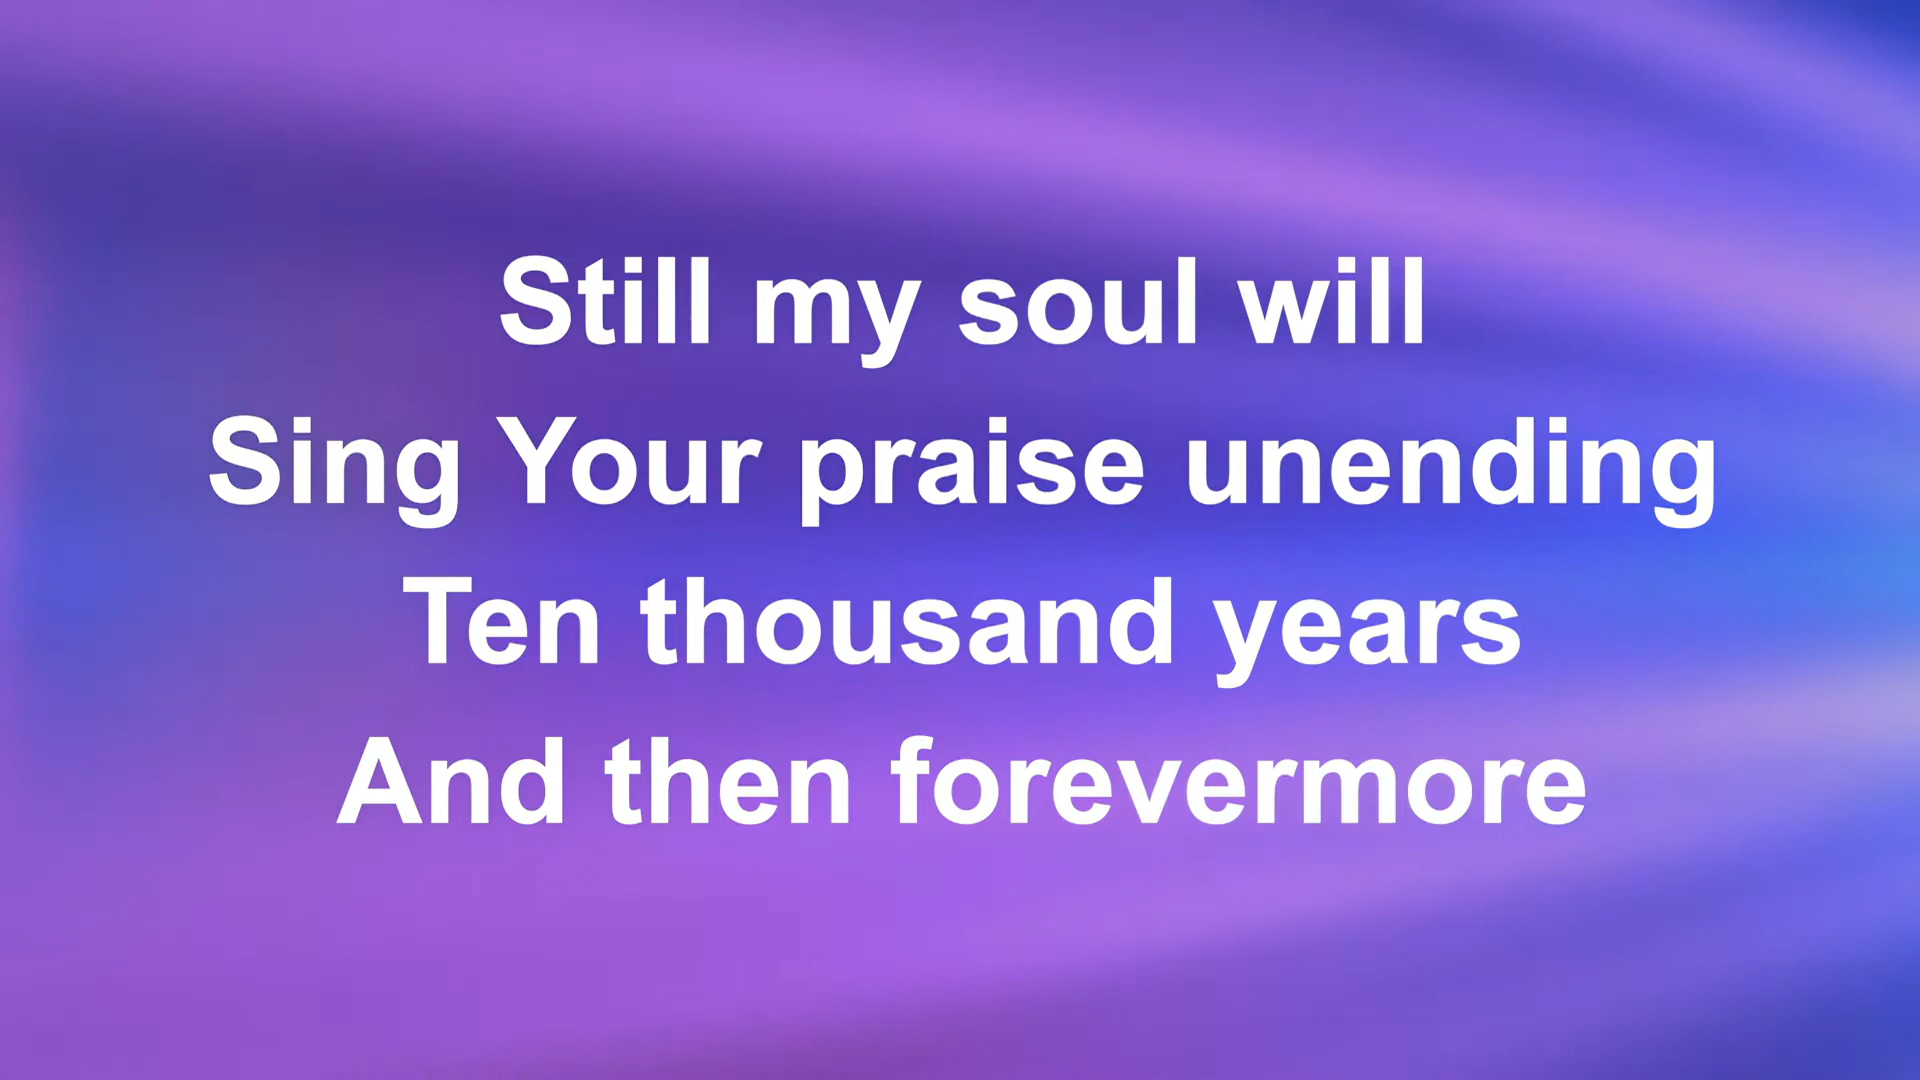 Still my soul will
Sing Your praise unending
Ten thousand years
And then forevermore